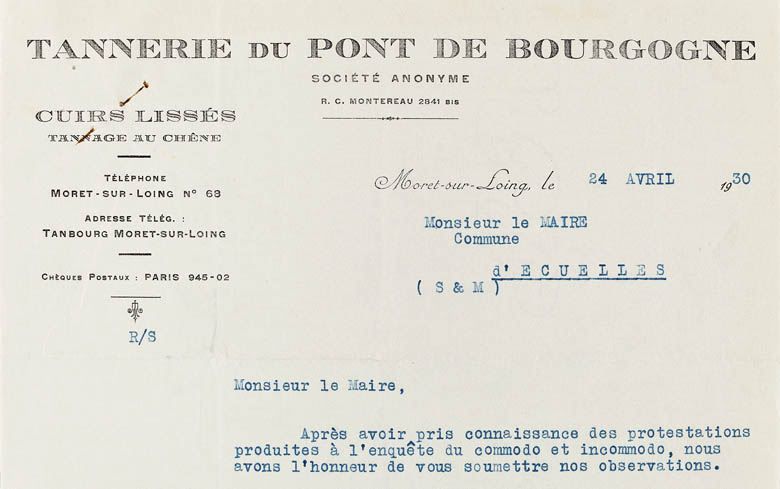 TANNERIE DU PONT DE BOURGOGNE
SOCIÉTÉ ANONYME
R. C. MONTEREAU 2841 BIS
CUIRS LISSÉS
TANNAGE AU CHÊNE
TÉLÉPHONE
MORET-SUR-LOING N° 68
ADRESSE TÉLÉG. :
TANBOURG MORET-SUR-LOING
CHÈQUES POSTAUX : PARIS 945-02
R/S
Moret-sur-Loing, le 24 AVRIL 1930
Monsieur le MAIRE
Commune
d'ECUELLES
( S & M )
Monsieur le Maire,
Après avoir pris connaissance des protestations
produites à l'enquête du commodo et incommodo, nous
avons l'honneur de vous soumettre nos observations.